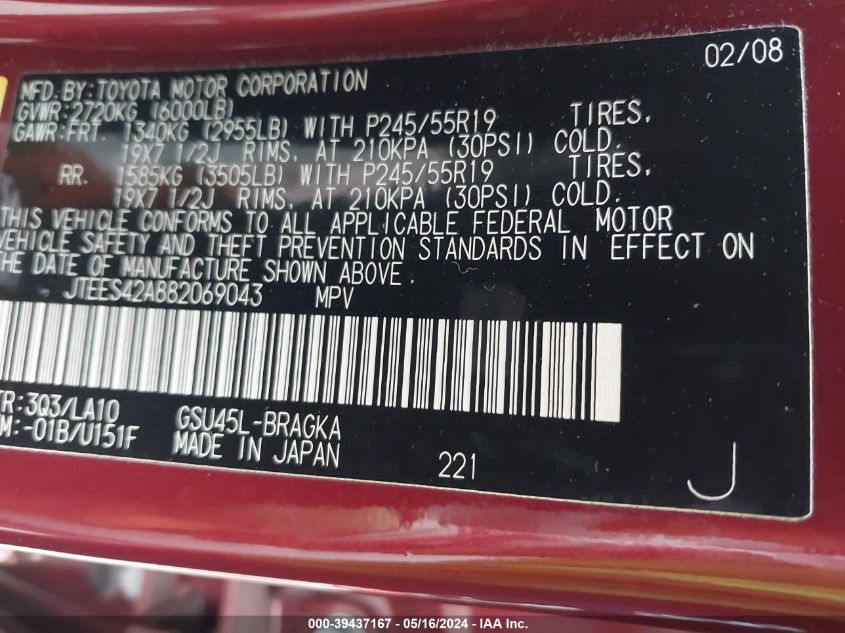 02/08
MFD.BY:TOYOTA MOTOR CORPORATION
GVWR:2720KG (6000LB)
GAWR:FRT. 1340KG (2955LB) WITH P245/55R19 TIRES,
19X7 1/2J RIMS, AT 210KPA (30PSI) COLD.
RR. 1585KG (3505LB) WITH P245/55R19 TIRES,
19X7 1/2J RIMS, AT 210KPA (30PSI) COLD.
THIS VEHICLE CONFORMS TO ALL APPLICABLE FEDERAL MOTOR
VEHICLE SAFETY AND THEFT PREVENTION STANDARDS IN EFFECT ON
THE DATE OF MANUFACTURE SHOWN ABOVE.
JTEES42A882069043 MPV
TR:3Q3/LA10 GSU45L-BRAGKA
M:-01B/U151F MADE IN JAPAN
221 J
000-39437167 - 05/16/2024 - IAA, Inc.